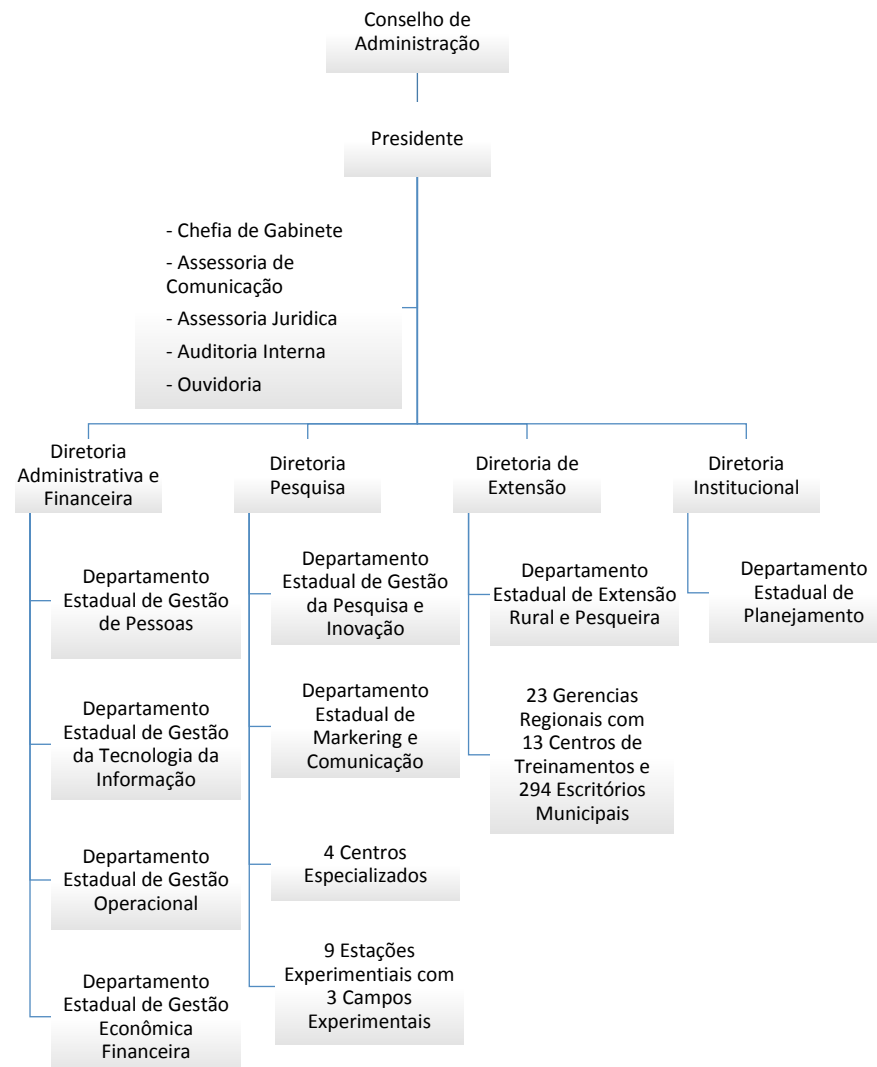 Conselho de
Administração
Presidente
- Chefia de Gabinete
- Assessoria de
Comunicação
- Assessoria Juridica
- Auditoria Interna
- Ouvidoria
Diretoria
Administrativa e
Financeira
Departamento
Estadual de Gestão
de Pessoas
Departamento
Estadual de Gestão
da Tecnologia da
Informação
Departamento
Estadual de Gestão
Operacional
Departamento
Estadual de Gestão
Econômica
Financeira
Diretoria
Pesquisa
Departamento
Estadual de Gestão
da Pesquisa e
Inovação
Departamento
Estadual de
Markering e
Comunicação
4 Centros
Especializados
9 Estações
Experimentiais com
3 Campos
Experimentais
Diretoria de
Extensão
Departamento
Estadual de Extensão
Rural e Pesqueira
23 Gerencias
Regionais com
13 Centros de
Treinamentos e
294 Escritórios
Municipais
Diretoria
Institucional
Departamento
Estadual de
Planejamento